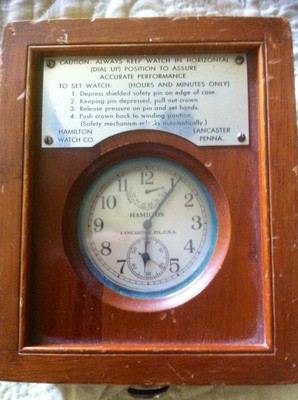 CAUTION: ALWAYS KEEP WATCH IN HORIZONTAL
(DIAL UP) POSITION TO ASSURE
ACCURATE PERFORMANCE
TO SET WATCH: (HOURS AND MINUTES ONLY)
1. Depress shielded safety pin on edge of case.
2. Keeping pin depressed, pull out crown
3. Release pressure on pin and set hands.
4. Push crown back to winding position.
(Safety mechanism automatically.)
HAMILTON LANCASTER
WATCH CO. PENNA.
12
11 1
10 2
HAMILTON
9 3
LANCASTER, PA., U.S.A.
8 4
7 5